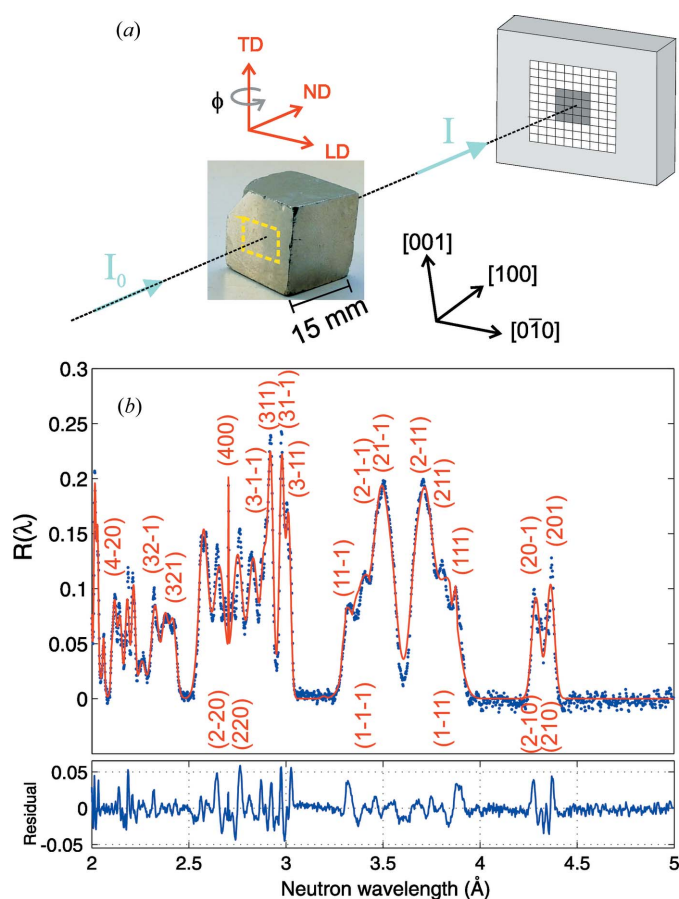 (a)
TD
ND
ϕ
LD
I
I₀
15 mm
[001]
[100]
[01̄0]
(b)
0.3
0.25
0.2
0.15
0.1
0.05
0
R(λ)
(4-20)
(32-1)
(321)
(2-20)
(220)
(400)
(3-1-1)
(311)
(31-1)
(3-11)
(11-1)
(1-1-1)
(2-1-1)
(21-1)
(2-11)
(211)
(111)
(1-11)
(20-1)
(201)
(2-10)
(210)
0.05
0
-0.05
Residual
2 2.5 3 3.5 4 4.5 5
Neutron wavelength (Å)